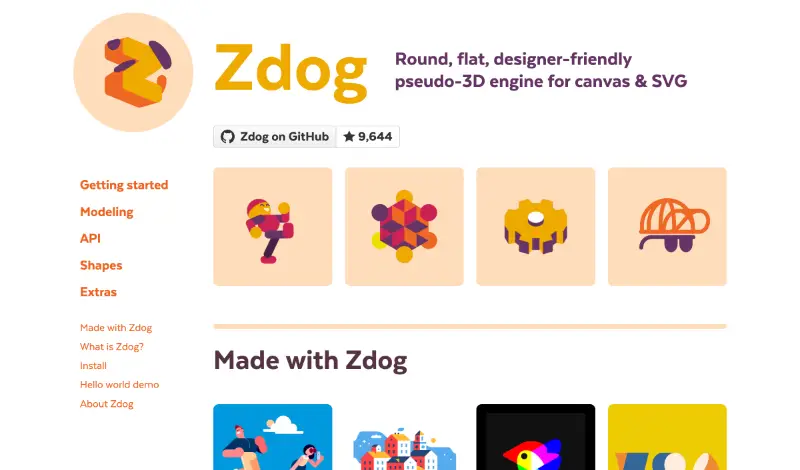 Zdog
Round, flat, designer-friendly
pseudo-3D engine for canvas & SVG
Zdog on GitHub
9,644
Getting started
Modeling
API
Shapes
Extras
Made with Zdog
What is Zdog?
Install
Hello world demo
About Zdog
Made with Zdog